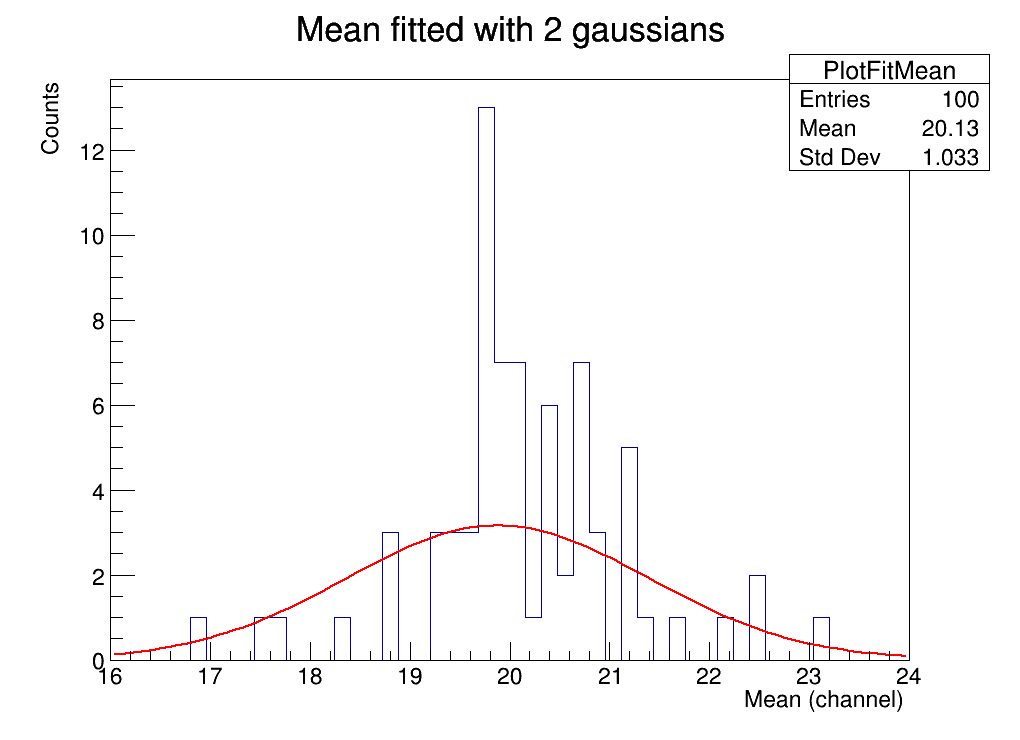 Mean fitted with 2 gaussians
PlotFitMean
Entries 100
Mean 20.13
Std Dev 1.033
Counts
12
10
8
6
4
2
0
16 17 18 19 20 21 22 23 24
Mean (channel)